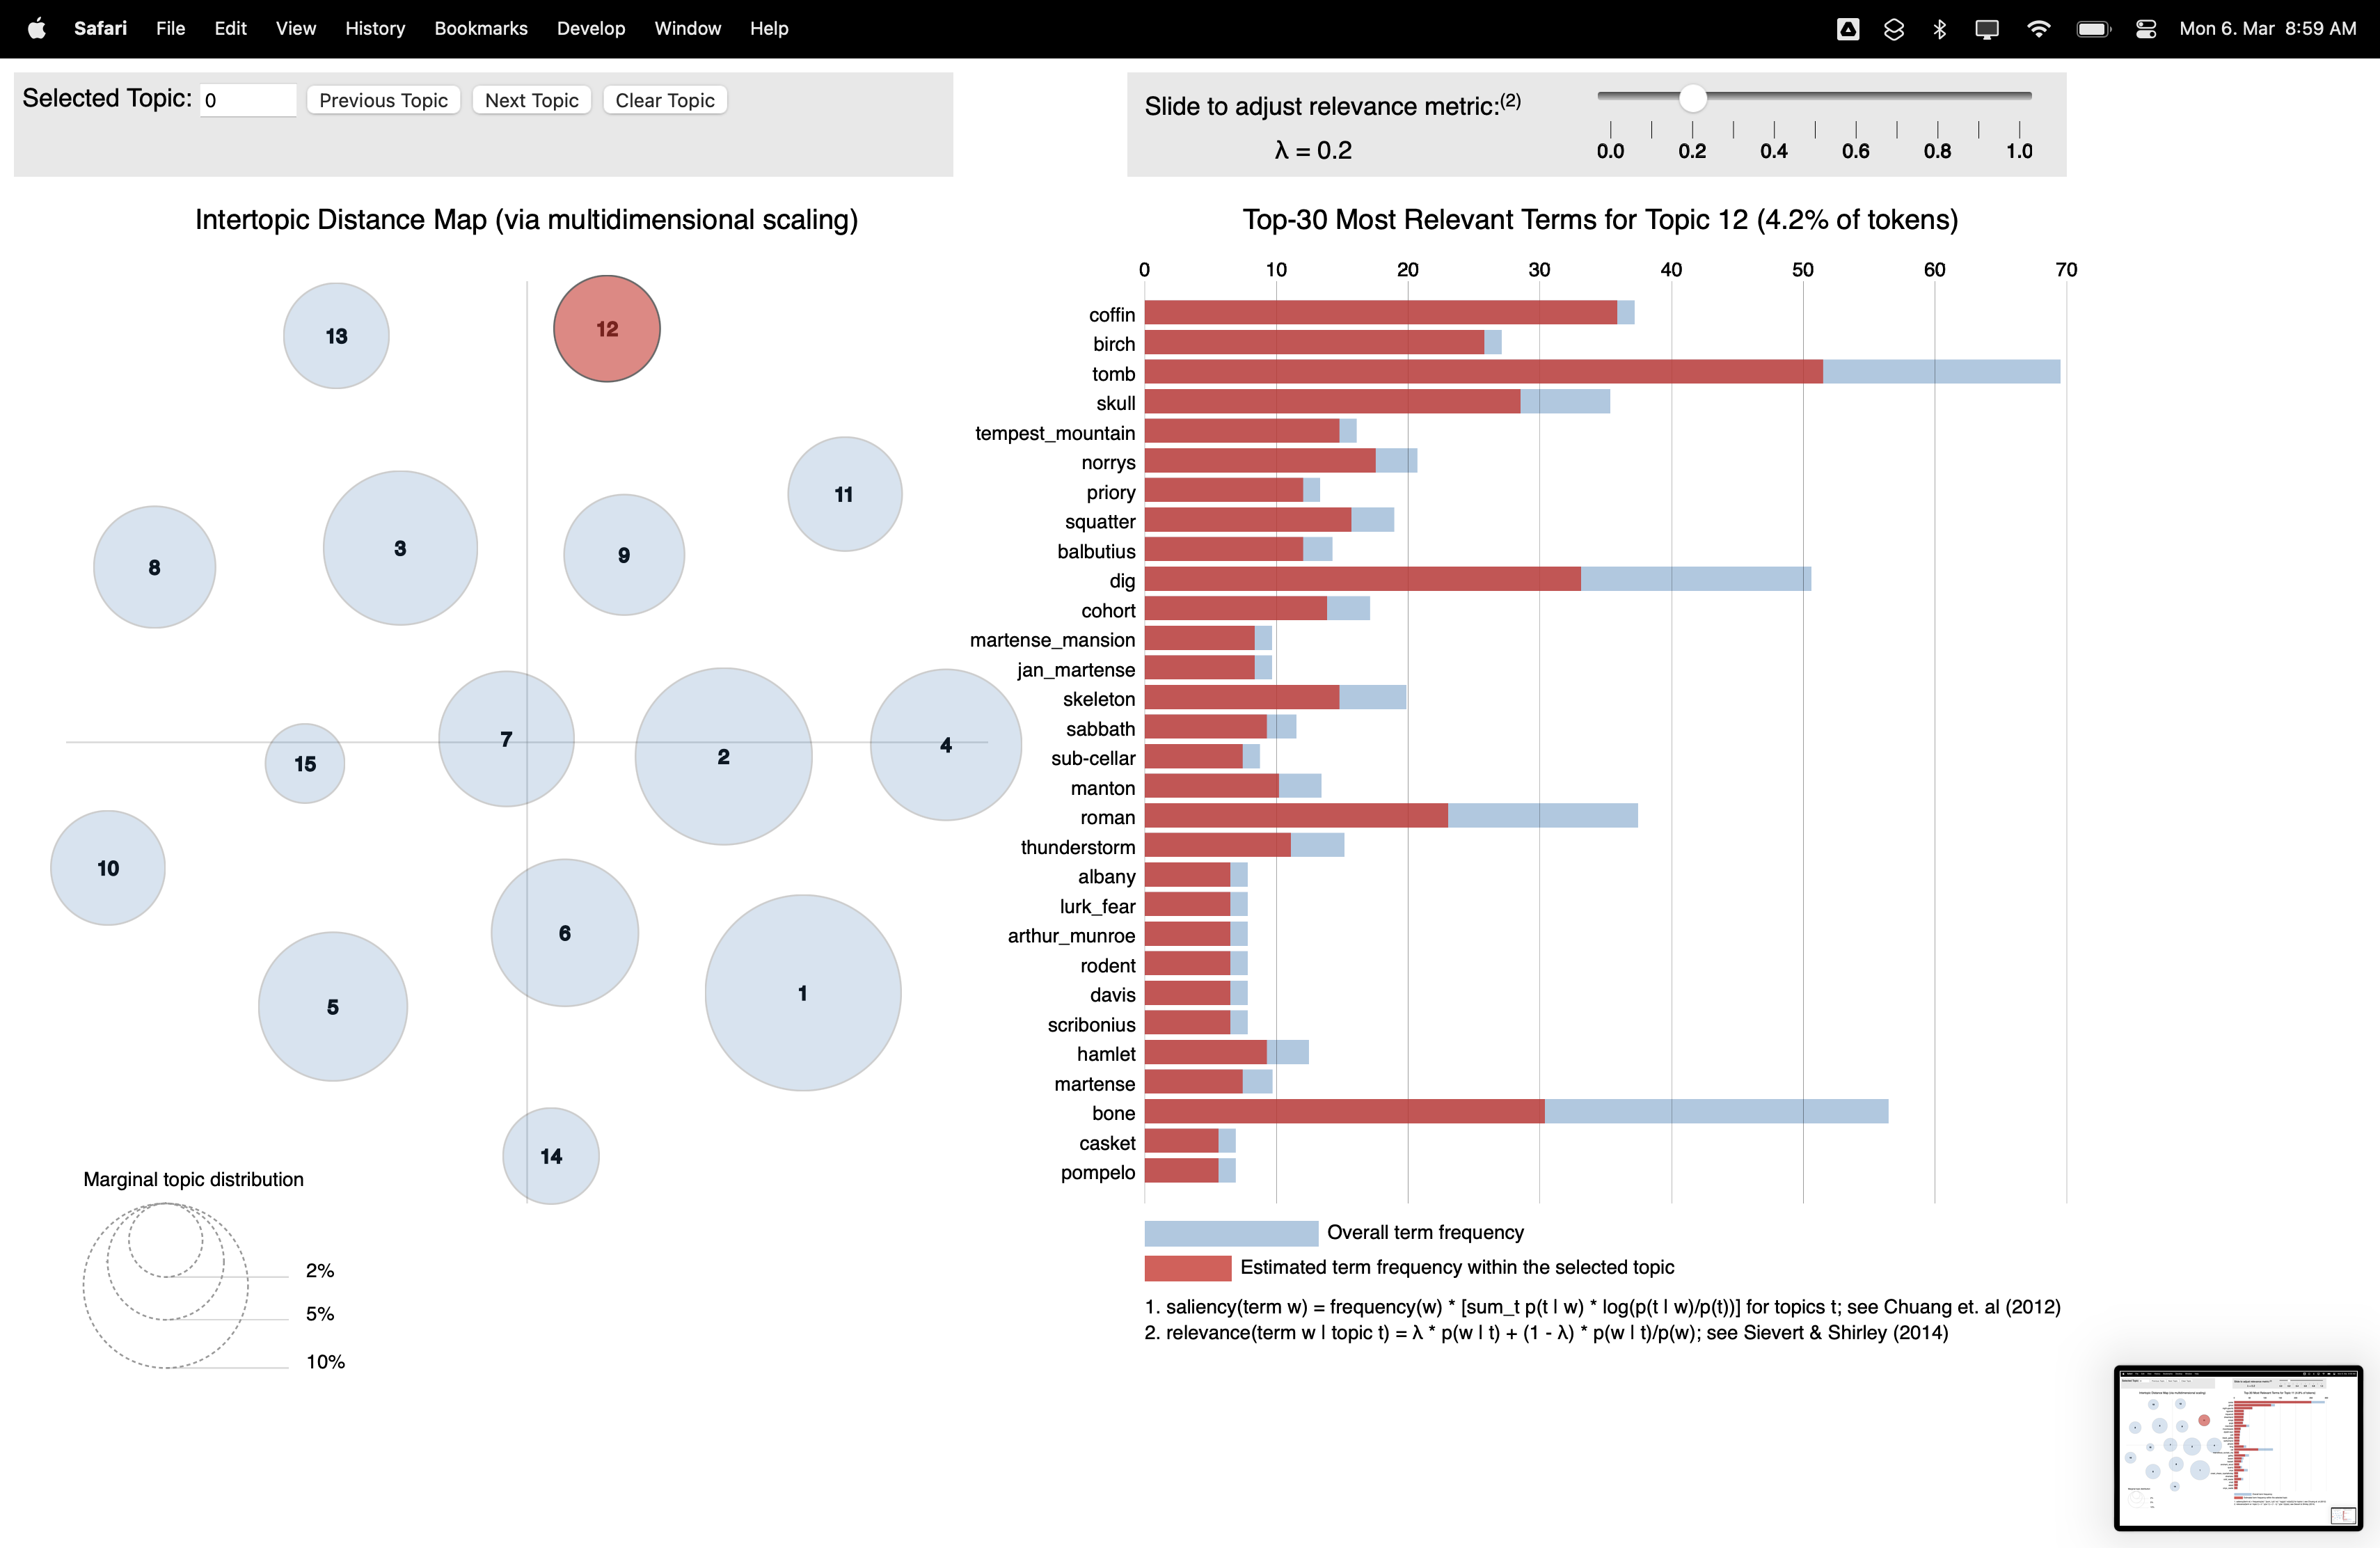 Safari File Edit View History Bookmarks Develop Window Help Mon 6. Mar 8:59 AM
Selected Topic: 0 Previous Topic Next Topic Clear Topic
Slide to adjust relevance metric:(2)
λ = 0.2
0.0 0.2 0.4 0.6 0.8 1.0
Intertopic Distance Map (via multidimensional scaling)
13
12
11
3
9
8
7
2
4
15
10
6
5
1
14
Marginal topic distribution
2%
5%
10%
Top-30 Most Relevant Terms for Topic 12 (4.2% of tokens)
0 10 20 30 40 50 60 70
coffin
birch
tomb
skull
tempest_mountain
norrys
priory
squatter
balbutius
dig
cohort
martense_mansion
jan_martense
skeleton
sabbath
sub-cellar
manton
roman
thunderstorm
albany
lurk_fear
arthur_munroe
rodent
davis
scribonius
hamlet
martense
bone
casket
pompelo
Overall term frequency
Estimated term frequency within the selected topic
1. saliency(term w) = frequency(w) * [sum_t p(t | w) * log(p(t | w)/p(t))] for topics t; see Chuang et. al (2012)
2. relevance(term w | topic t) = λ * p(w | t) + (1 - λ) * p(w | t)/p(w); see Sievert & Shirley (2014)